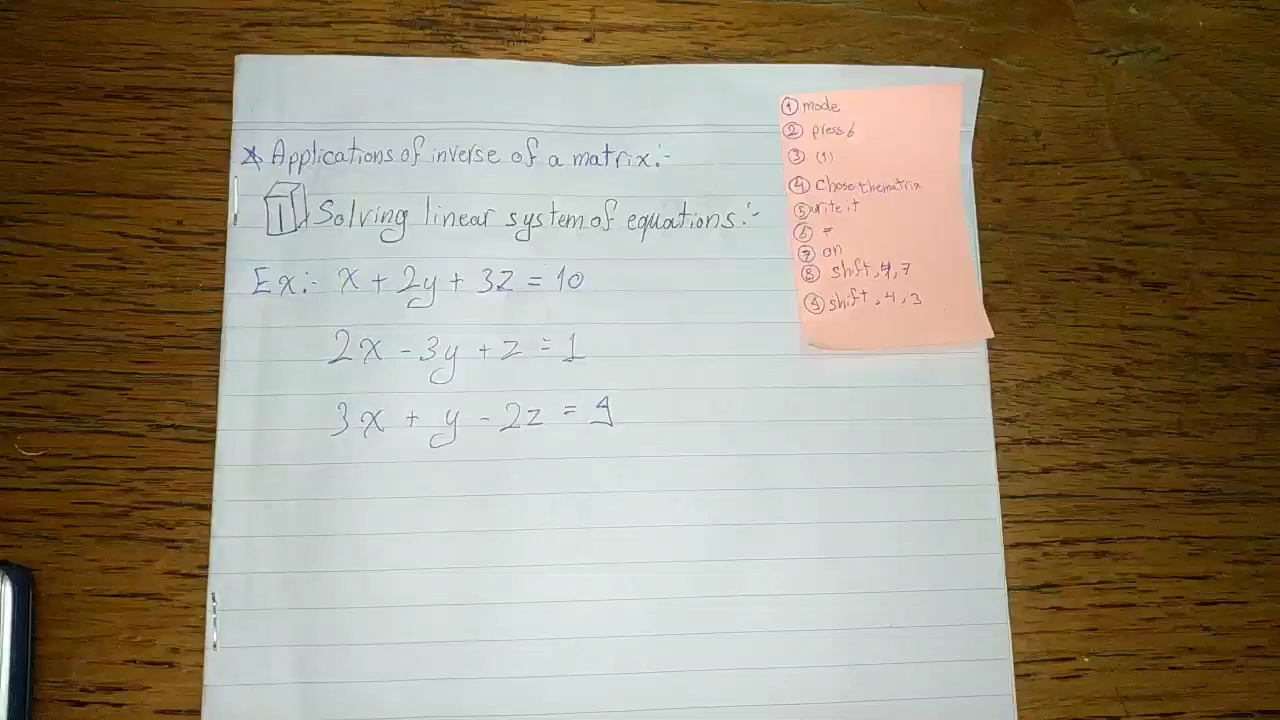 * Applications of inverse of a matrix:-
1 Solving linear system of equations:-
Ex:- x + 2y + 3z = 10
2x - 3y + z = 1
3x + y - 2z = 9
① mode
② press 6
③ (1)
④ chose the matrix
⑤ write it
⑥ =
⑦ on
⑧ shift, 4, 7
⑨ shift, 4, 3